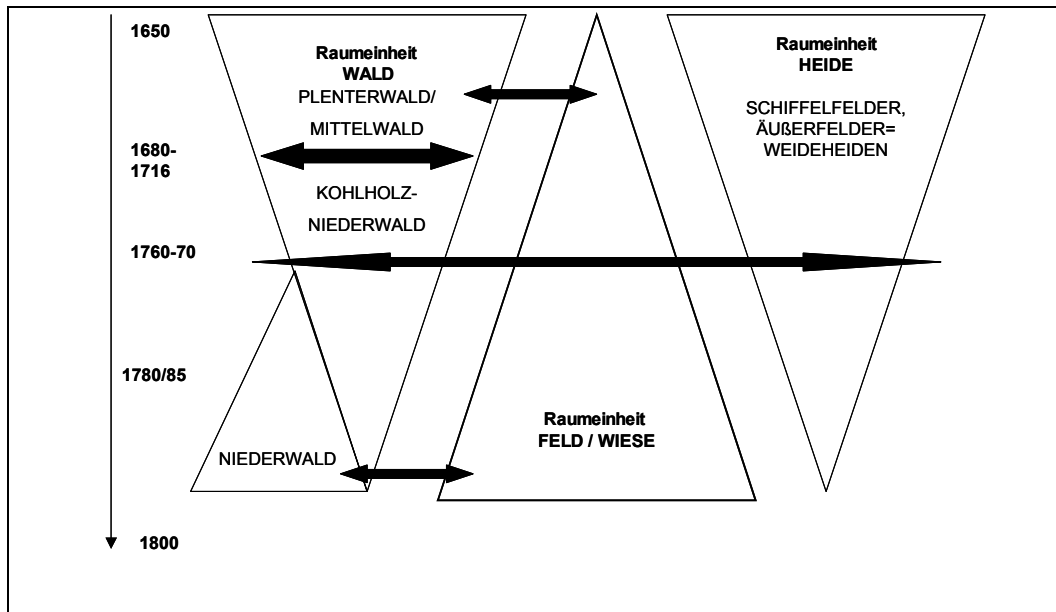 1650
Raumeinheit
WALD
PLENTERWALD/
MITTELWALD
KOHLHOLZ-
NIEDERWALD
Raumeinheit
HEIDE
SCHIFFELFELDER,
ÄUßERFELDER=
WEIDEHEIDEN
1680-
1716
1760-70
1780/85
Raumeinheit
FELD / WIESE
NIEDERWALD
1800